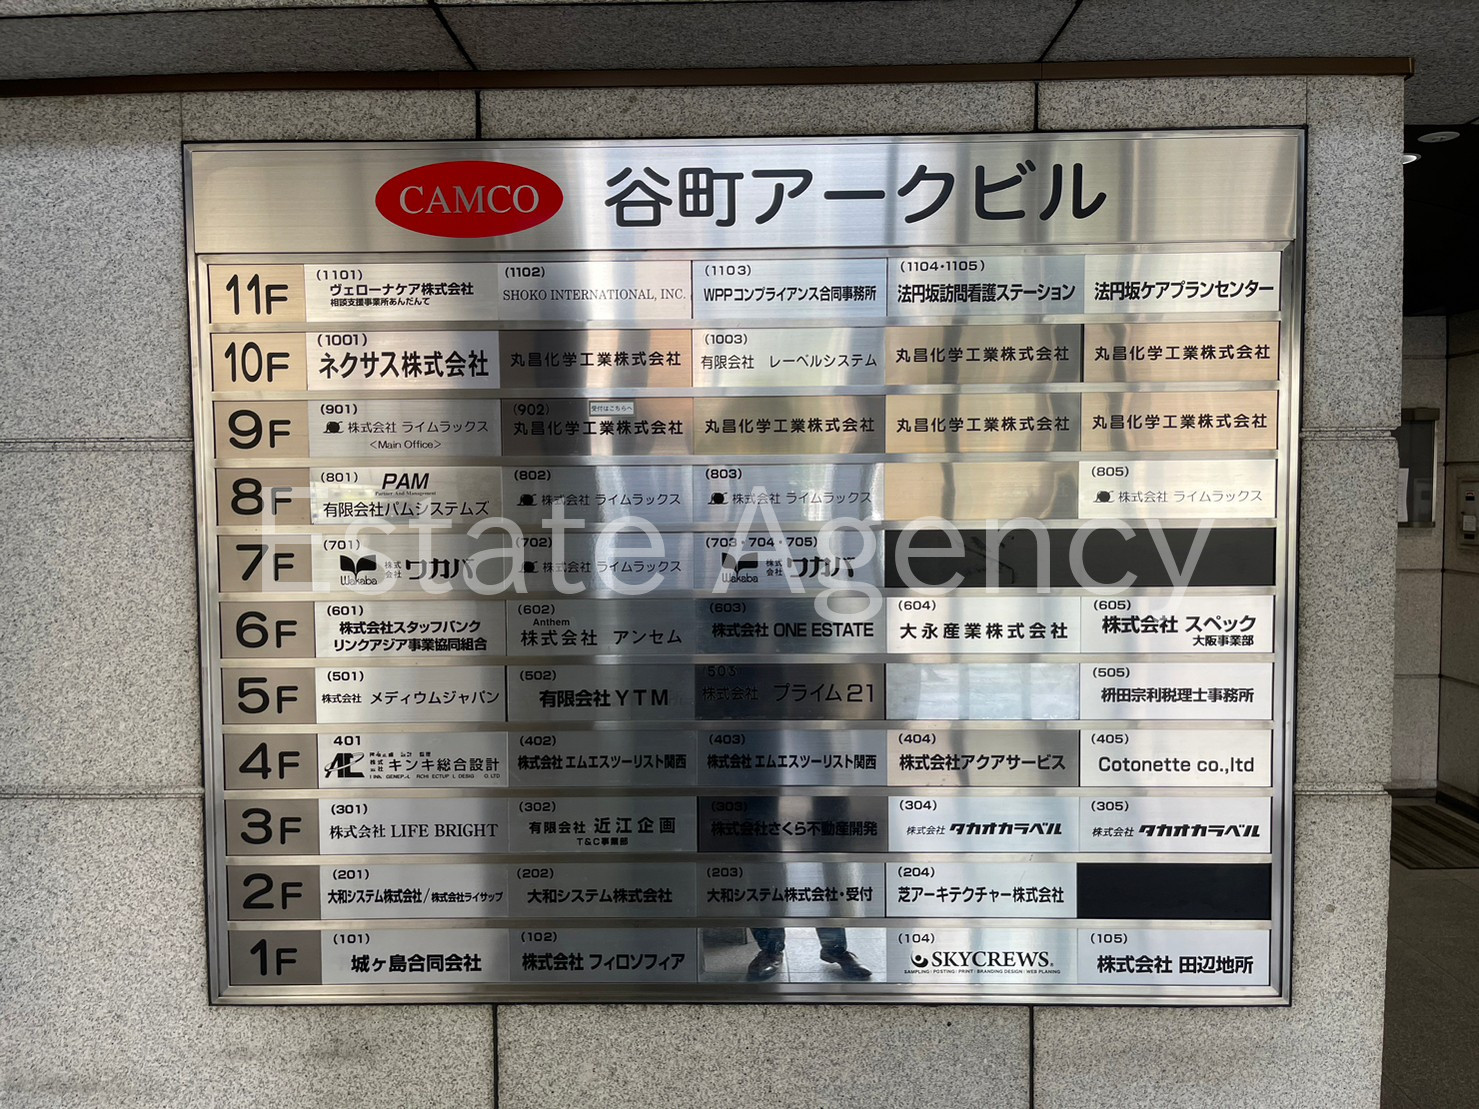 CAMCO 谷町アークビル
11F
(1101)
ヴェローナケア株式会社
相談支援事業所あんだんて
(1102)
SHOKO INTERNATIONAL, INC.
(1103)
WPPコンプライアンス合同事務所
(1104・1105)
法円坂訪問看護ステーション
法円坂ケアプランセンター
10F
(1001)
ネクサス株式会社
丸昌化学工業株式会社
(1003)
有限会社 レーベルシステム
丸昌化学工業株式会社
丸昌化学工業株式会社
9F
(901)
株式会社 ライムラックス
<Main Office>
(902)
受付はこちらへ
丸昌化学工業株式会社
丸昌化学工業株式会社
丸昌化学工業株式会社
丸昌化学工業株式会社
8F
(801)
PAM
Partner And Management
有限会社パムシステムズ
(802)
株式会社 ライムラックス
(803)
株式会社 ライムラックス
(805)
株式会社 ライムラックス
Estate Agency
7F
(701)
Wakaba 株式会社 ワカバ
(702)
株式会社 ライムラックス
(703・704・705)
Wakaba 株式会社 ワカバ
6F
(601)
株式会社スタッフバンク
リンクアジア事業協同組合
(602)
Anthem
株式会社 アンセム
(603)
株式会社 ONE ESTATE
(604)
大永産業株式会社
(605)
株式会社 スペック
大阪事業部
5F
(501)
株式会社 メディウムジャパン
(502)
有限会社YTM
503
株式会社 プライム21
(505)
枡田宗利税理士事務所
4F
401
株式会社 キンキ総合設計
(402)
株式会社 エムエスツーリスト関西
(403)
株式会社 エムエスツーリスト関西
(404)
株式会社アクアサービス
(405)
Cotonette co.,ltd
3F
(301)
株式会社 LIFE BRIGHT
(302)
有限会社 近江企画
T&C事業部
(303)
株式会社さくら不動産開発
(304)
株式会社 タカオカラベル
(305)
株式会社 タカオカラベル
2F
(201)
大和システム株式会社/株式会社ライサップ
(202)
大和システム株式会社
(203)
大和システム株式会社・受付
(204)
芝アーキテクチャー株式会社
1F
(101)
城ヶ島合同会社
(102)
株式会社 フィロソフィア
(104)
SKYCREWS.
SAMPLING・POSTING・PRINT・BRANDING DESIGN・WEB PLANING
(105)
株式会社 田辺地所